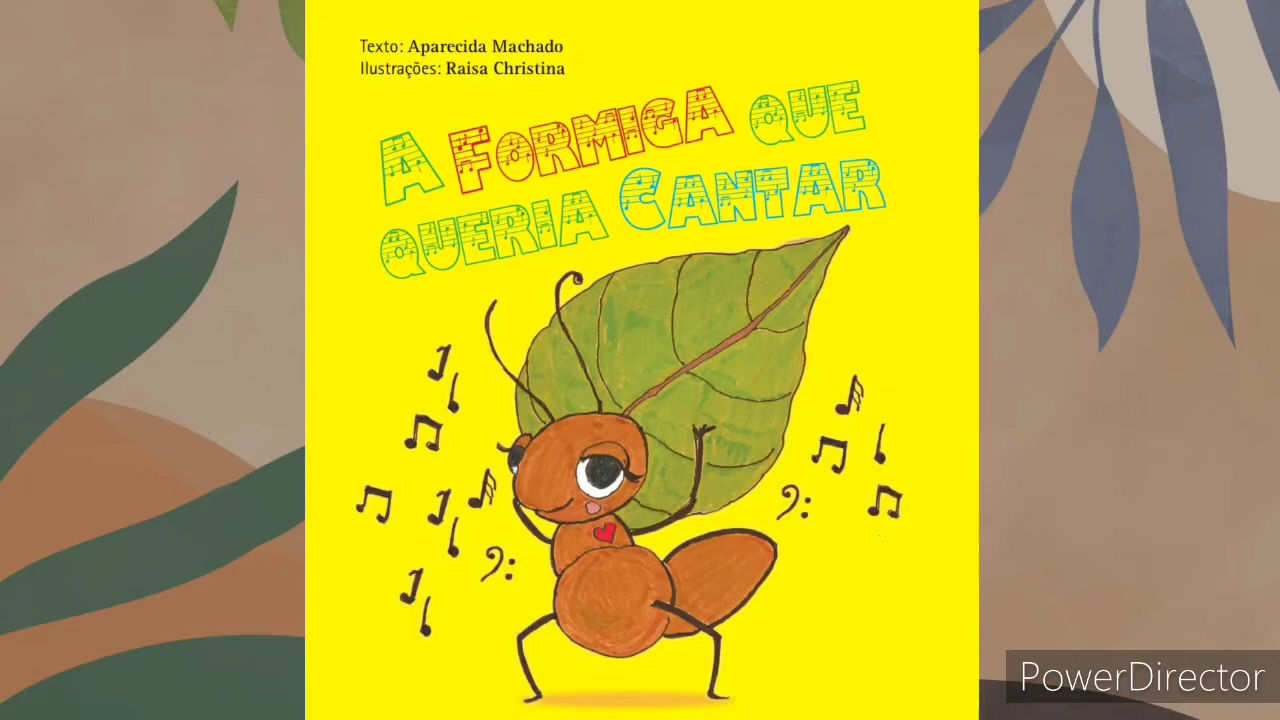 Texto: Aparecida Machado
Ilustrações: Raisa Christina
A FORMIGA QUE
QUERIA CANTAR
PowerDirector